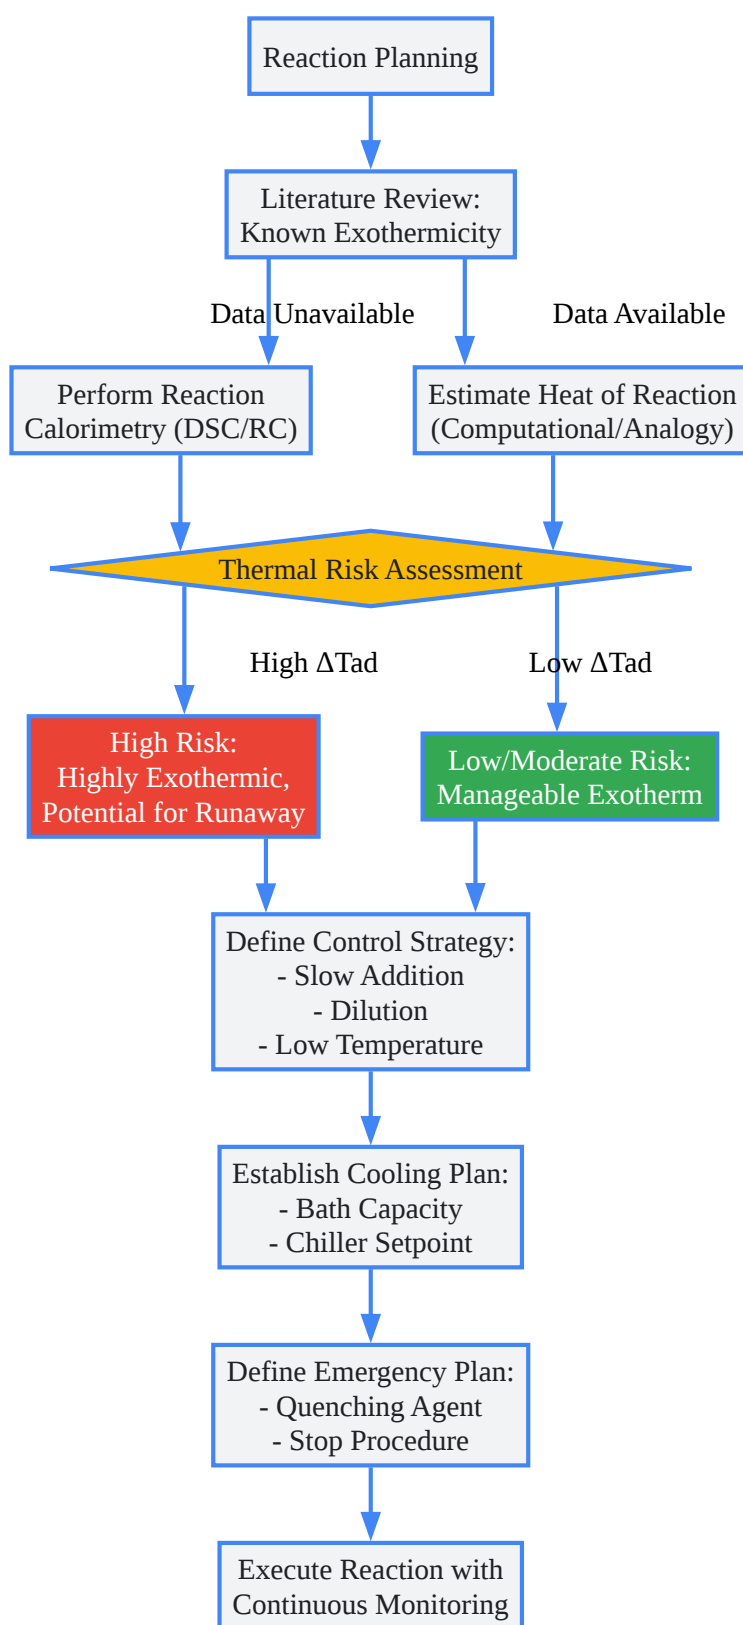 Reaction Planning
Literature Review:
Known Exothermicity
Data Unavailable
Data Available
Perform Reaction
Calorimetry (DSC/RC)
Estimate Heat of Reaction
(Computational/Analogy)
Thermal Risk Assessment
High ΔTad
Low ΔTad
High Risk:
Highly Exothermic,
Potential for Runaway
Low/Moderate Risk:
Manageable Exotherm
Define Control Strategy:
- Slow Addition
- Dilution
- Low Temperature
Establish Cooling Plan:
- Bath Capacity
- Chiller Setpoint
Define Emergency Plan:
- Quenching Agent
- Stop Procedure
Execute Reaction with
Continuous Monitoring